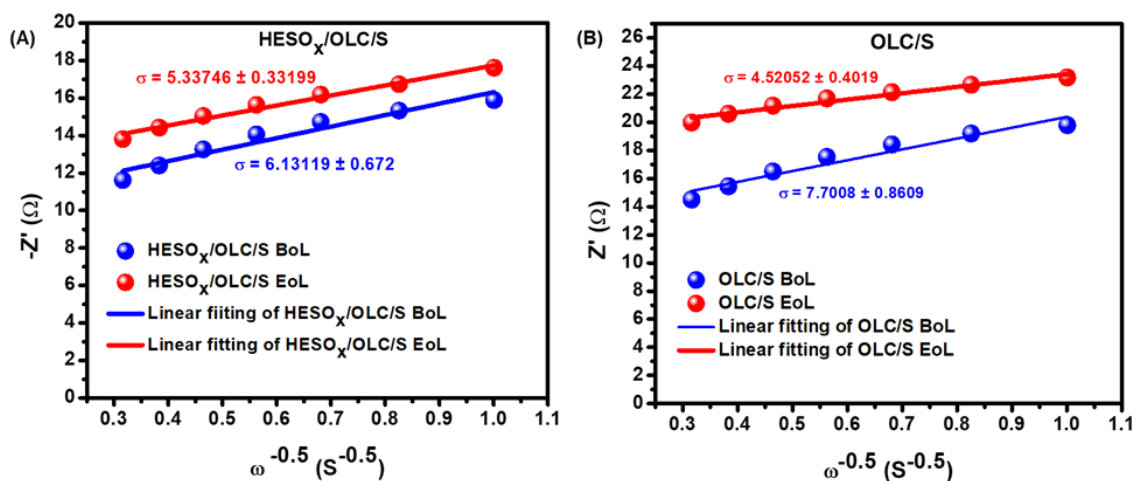 (A)
HESOx/OLC/S
σ = 5.33746 ± 0.33199
σ = 6.13119 ± 0.672
HESOx/OLC/S BoL
HESOx/OLC/S EoL
Linear fiiting of HESOx/OLC/S BoL
Linear fitting of HESOx/OLC/S EoL
-Z' (Ω)
20
18
16
14
12
10
8
6
4
2
0
0.3 0.4 0.5 0.6 0.7 0.8 0.9 1.0 1.1
ω-0.5 (S-0.5)
(B)
OLC/S
σ = 4.52052 ± 0.4019
σ = 7.7008 ± 0.8609
OLC/S BoL
OLC/S EoL
Linear fitting of OLC/S BoL
Linear fitting of OLC/S EoL
Z' (Ω)
26
24
22
20
18
16
14
12
10
8
6
4
2
0
0.3 0.4 0.5 0.6 0.7 0.8 0.9 1.0 1.1
ω-0.5 (S-0.5)